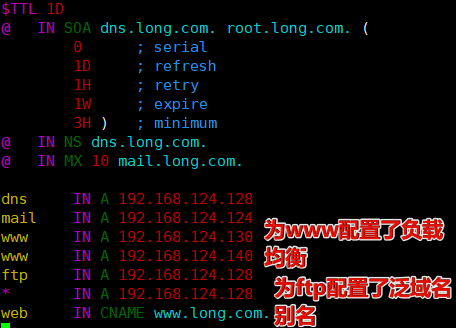 $TTL 1D
@ IN SOA dns.long.com. root.long.com. (
0 ; serial
1D ; refresh
1H ; retry
1W ; expire
3H ) ; minimum
@ IN NS dns.long.com.
@ IN MX 10 mail.long.com.
dns IN A 192.168.124.128
mail IN A 192.168.124.124
www IN A 192.168.124.130
www IN A 192.168.124.140
ftp IN A 192.168.124.128
* IN A 192.168.124.128
web IN CNAME www.long.com.
为www配置了负载
均衡
为ftp配置了泛域名
别名